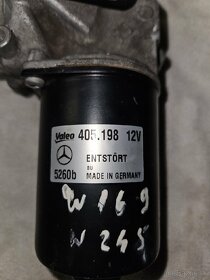 Valeo 405.198 12V
ENTSTÖRT
5260b
MADE IN GERMANY
W169
W245